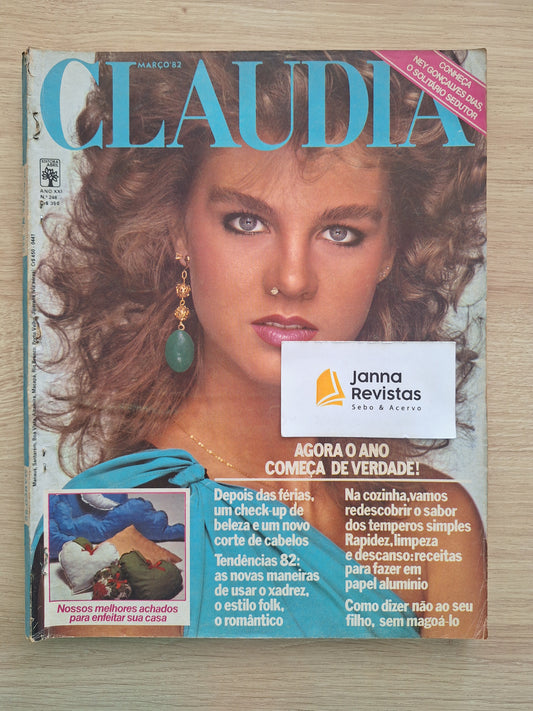 MARÇO'82
CLAUDIA
CONHEÇA
NEY GONÇALVES DIAS,
O SOLITÁRIO SEDUTOR
EDITORA
ABRIL
ANO XXI
Janna
Revistas
Sebo & Acervo
AGORA O ANO
COMEÇA DE VERDADE!
Depois das férias,
um check-up de
beleza e um novo
corte de cabelos
Tendências 82:
as novas maneiras
de usar o xadrez,
o estilo folk,
o romântico
Na cozinha,vamos
redescobrir o sabor
dos temperos simples
Rapidez,limpeza
e descanso:receitas
para fazer em
papel alumínio
Como dizer não ao seu
filho, sem magoá-lo
Nossos melhores achados
para enfeitar sua casa